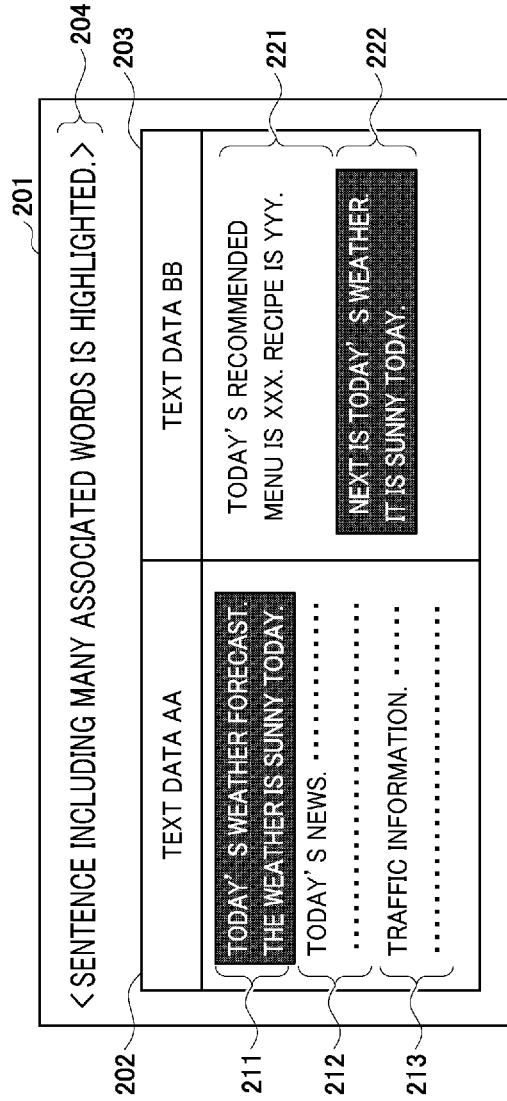 201
<SENTENCE INCLUDING MANY ASSOCIATED WORDS IS HIGHLIGHTED.>
204
202
TEXT DATA AA
TEXT DATA BB
203
211
TODAY'S WEATHER FORECAST.
THE WEATHER IS SUNNY TODAY.
212
TODAY'S NEWS. ..................
..................................
213
TRAFFIC INFORMATION. ......
..................................
TODAY'S RECOMMENDED
MENU IS XXX. RECIPE IS YYY.
221
NEXT IS TODAY'S WEATHER.
IT IS SUNNY TODAY.
222